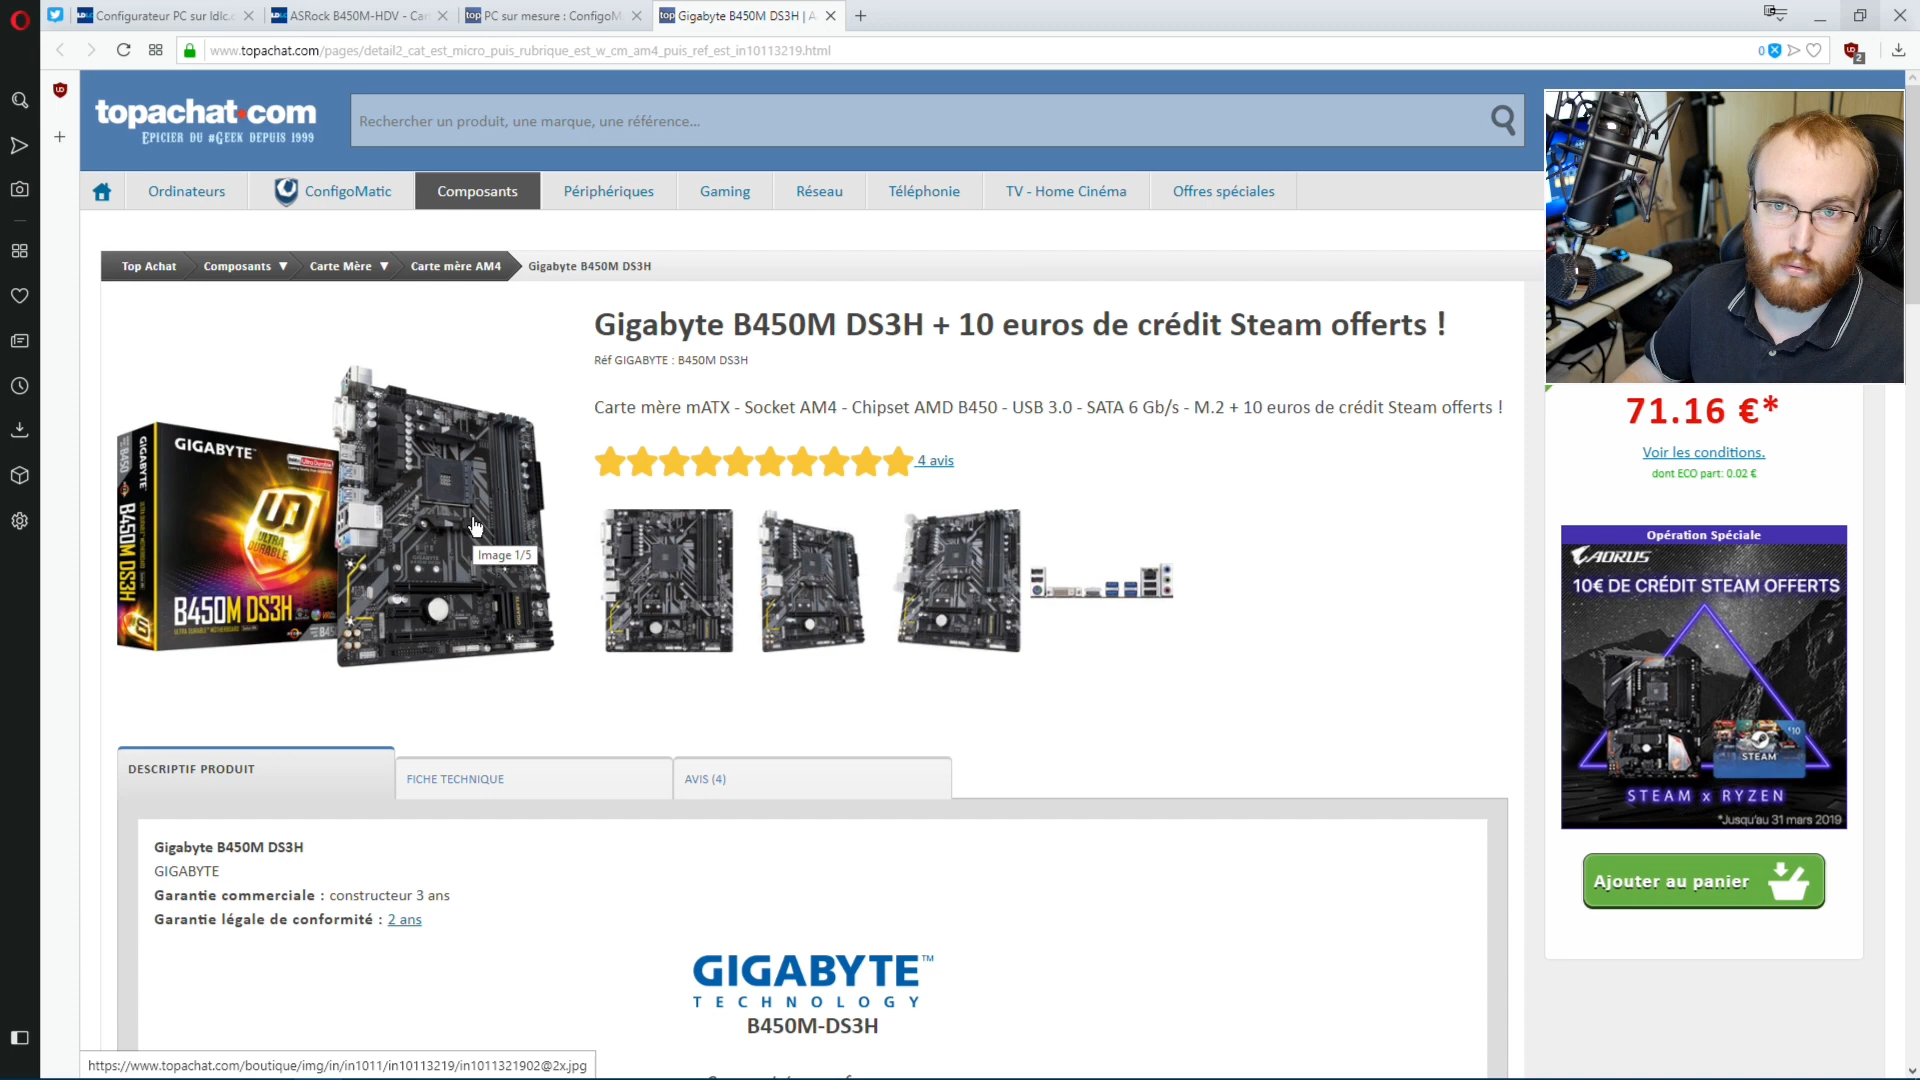 Configurateur PC sur ldlc.c
ASRock B450M-HDV - Car
PC sur mesure : ConfigoM
Gigabyte B450M DS3H | A
www.topachat.com/pages/detail2_cat_est_micro_puis_rubrique_est_w_cm_am4_puis_ref_est_in10113219.html
0
2
topachat.com
EPICIER DU #GEEK DEPUIS 1999
Rechercher un produit, une marque, une référence...
Ordinateurs
ConfigoMatic
Composants
Périphériques
Gaming
Réseau
Téléphonie
TV - Home Cinéma
Offres spéciales
Top Achat
Composants ▼
Carte Mère ▼
Carte mère AM4
Gigabyte B450M DS3H
Gigabyte B450M DS3H + 10 euros de crédit Steam offerts !
Réf GIGABYTE : B450M DS3H
Carte mère mATX - Socket AM4 - Chipset AMD B450 - USB 3.0 - SATA 6 Gb/s - M.2 + 10 euros de crédit Steam offerts !
4 avis
GIGABYTE
ULTRA DURABLE
B450M DS3H
GIGABYTE
B450M DS3H
Image 1/5
71.16 €*
Voir les conditions.
dont ECO part: 0.02 €
Opération Spéciale
AORUS
10€ DE CRÉDIT STEAM OFFERTS
STEAM
STEAM x RYZEN
*Jusqu'au 31 mars 2019
Ajouter au panier
DESCRIPTIF PRODUIT
FICHE TECHNIQUE
AVIS (4)
Gigabyte B450M DS3H
GIGABYTE
Garantie commerciale : constructeur 3 ans
Garantie légale de conformité : 2 ans
GIGABYTE™
TECHNOLOGY
B450M-DS3H
https://www.topachat.com/boutique/img/in/in1011/in10113219/in1011321902@2x.jpg